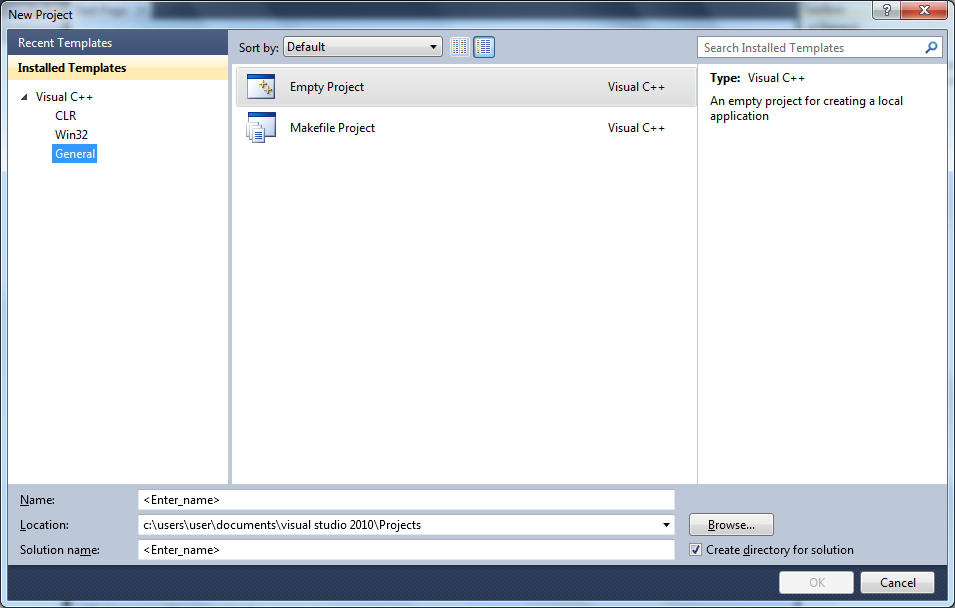 New Project
Recent Templates
Installed Templates
Visual C++
CLR
Win32
General
Sort by: Default
Search Installed Templates
Empty Project Visual C++
Makefile Project Visual C++
Type: Visual C++
An empty project for creating a local
application
Name: <Enter_name>
Location: c:\users\user\documents\visual studio 2010\Projects Browse...
Solution name: <Enter_name> Create directory for solution
OK Cancel